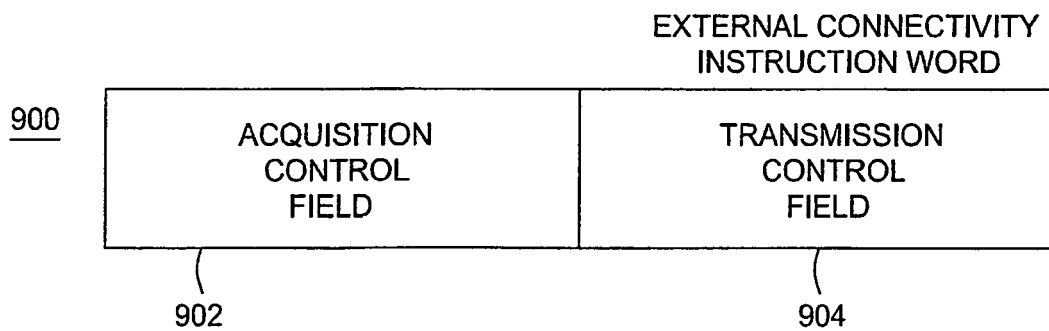 EXTERNAL CONNECTIVITY
INSTRUCTION WORD
900
ACQUISITION
CONTROL
FIELD
TRANSMISSION
CONTROL
FIELD
902
904